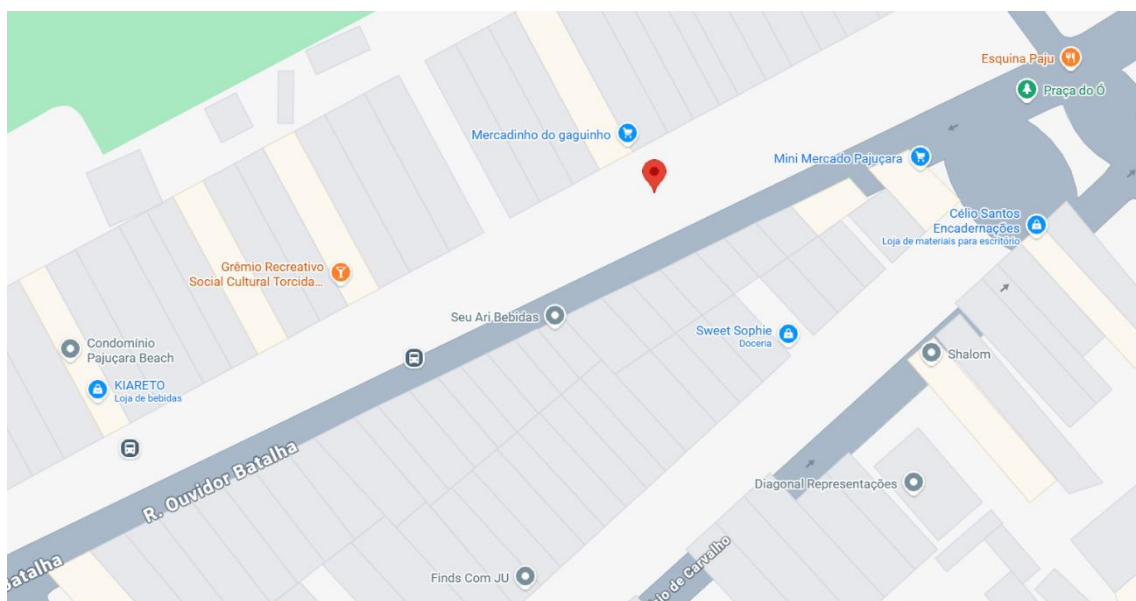 Esquina Paju
Praça do Ó
Mercadinho do gaguinho
Mini Mercado Pajuçara
Célio Santos
Encadernações
Loja de materiais para escritório
Grêmio Recreativo
Social Cultural Torcida...
Seu Ari Bebidas
Sweet Sophie
Doceria
Condomínio
Pajuçara Beach
Shalom
KIARETO
Loja de bebidas
R. Ouvidor Batalha
Diagonal Representações
Batalha
Finds Com JU
de Carvalho